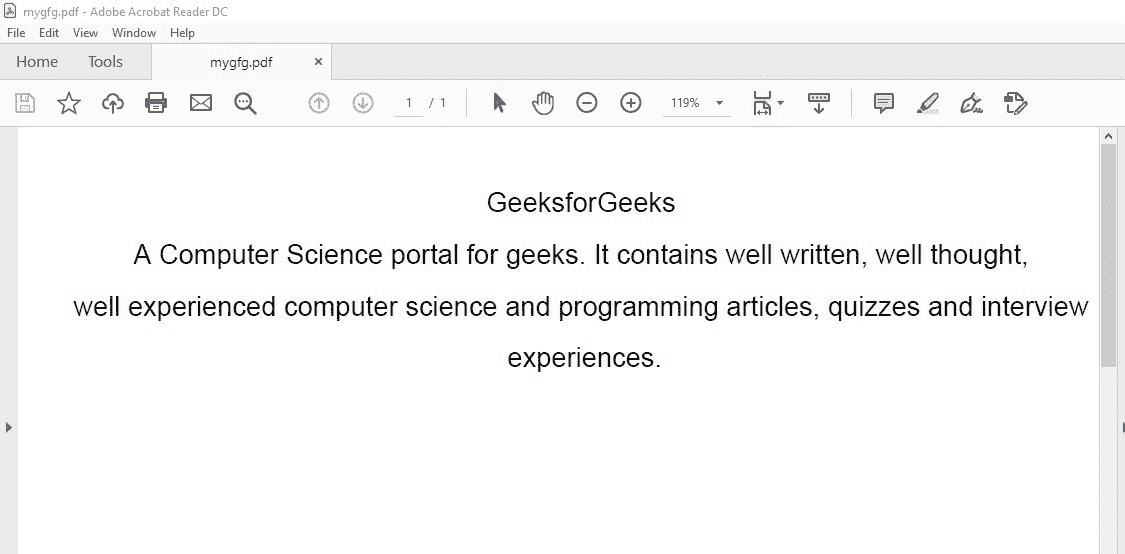 mygfg.pdf - Adobe Acrobat Reader DC
File Edit View Window Help
Home Tools mygfg.pdf ×
1 / 1 119%
GeeksforGeeks
A Computer Science portal for geeks. It contains well written, well thought,
well experienced computer science and programming articles, quizzes and interview
experiences.